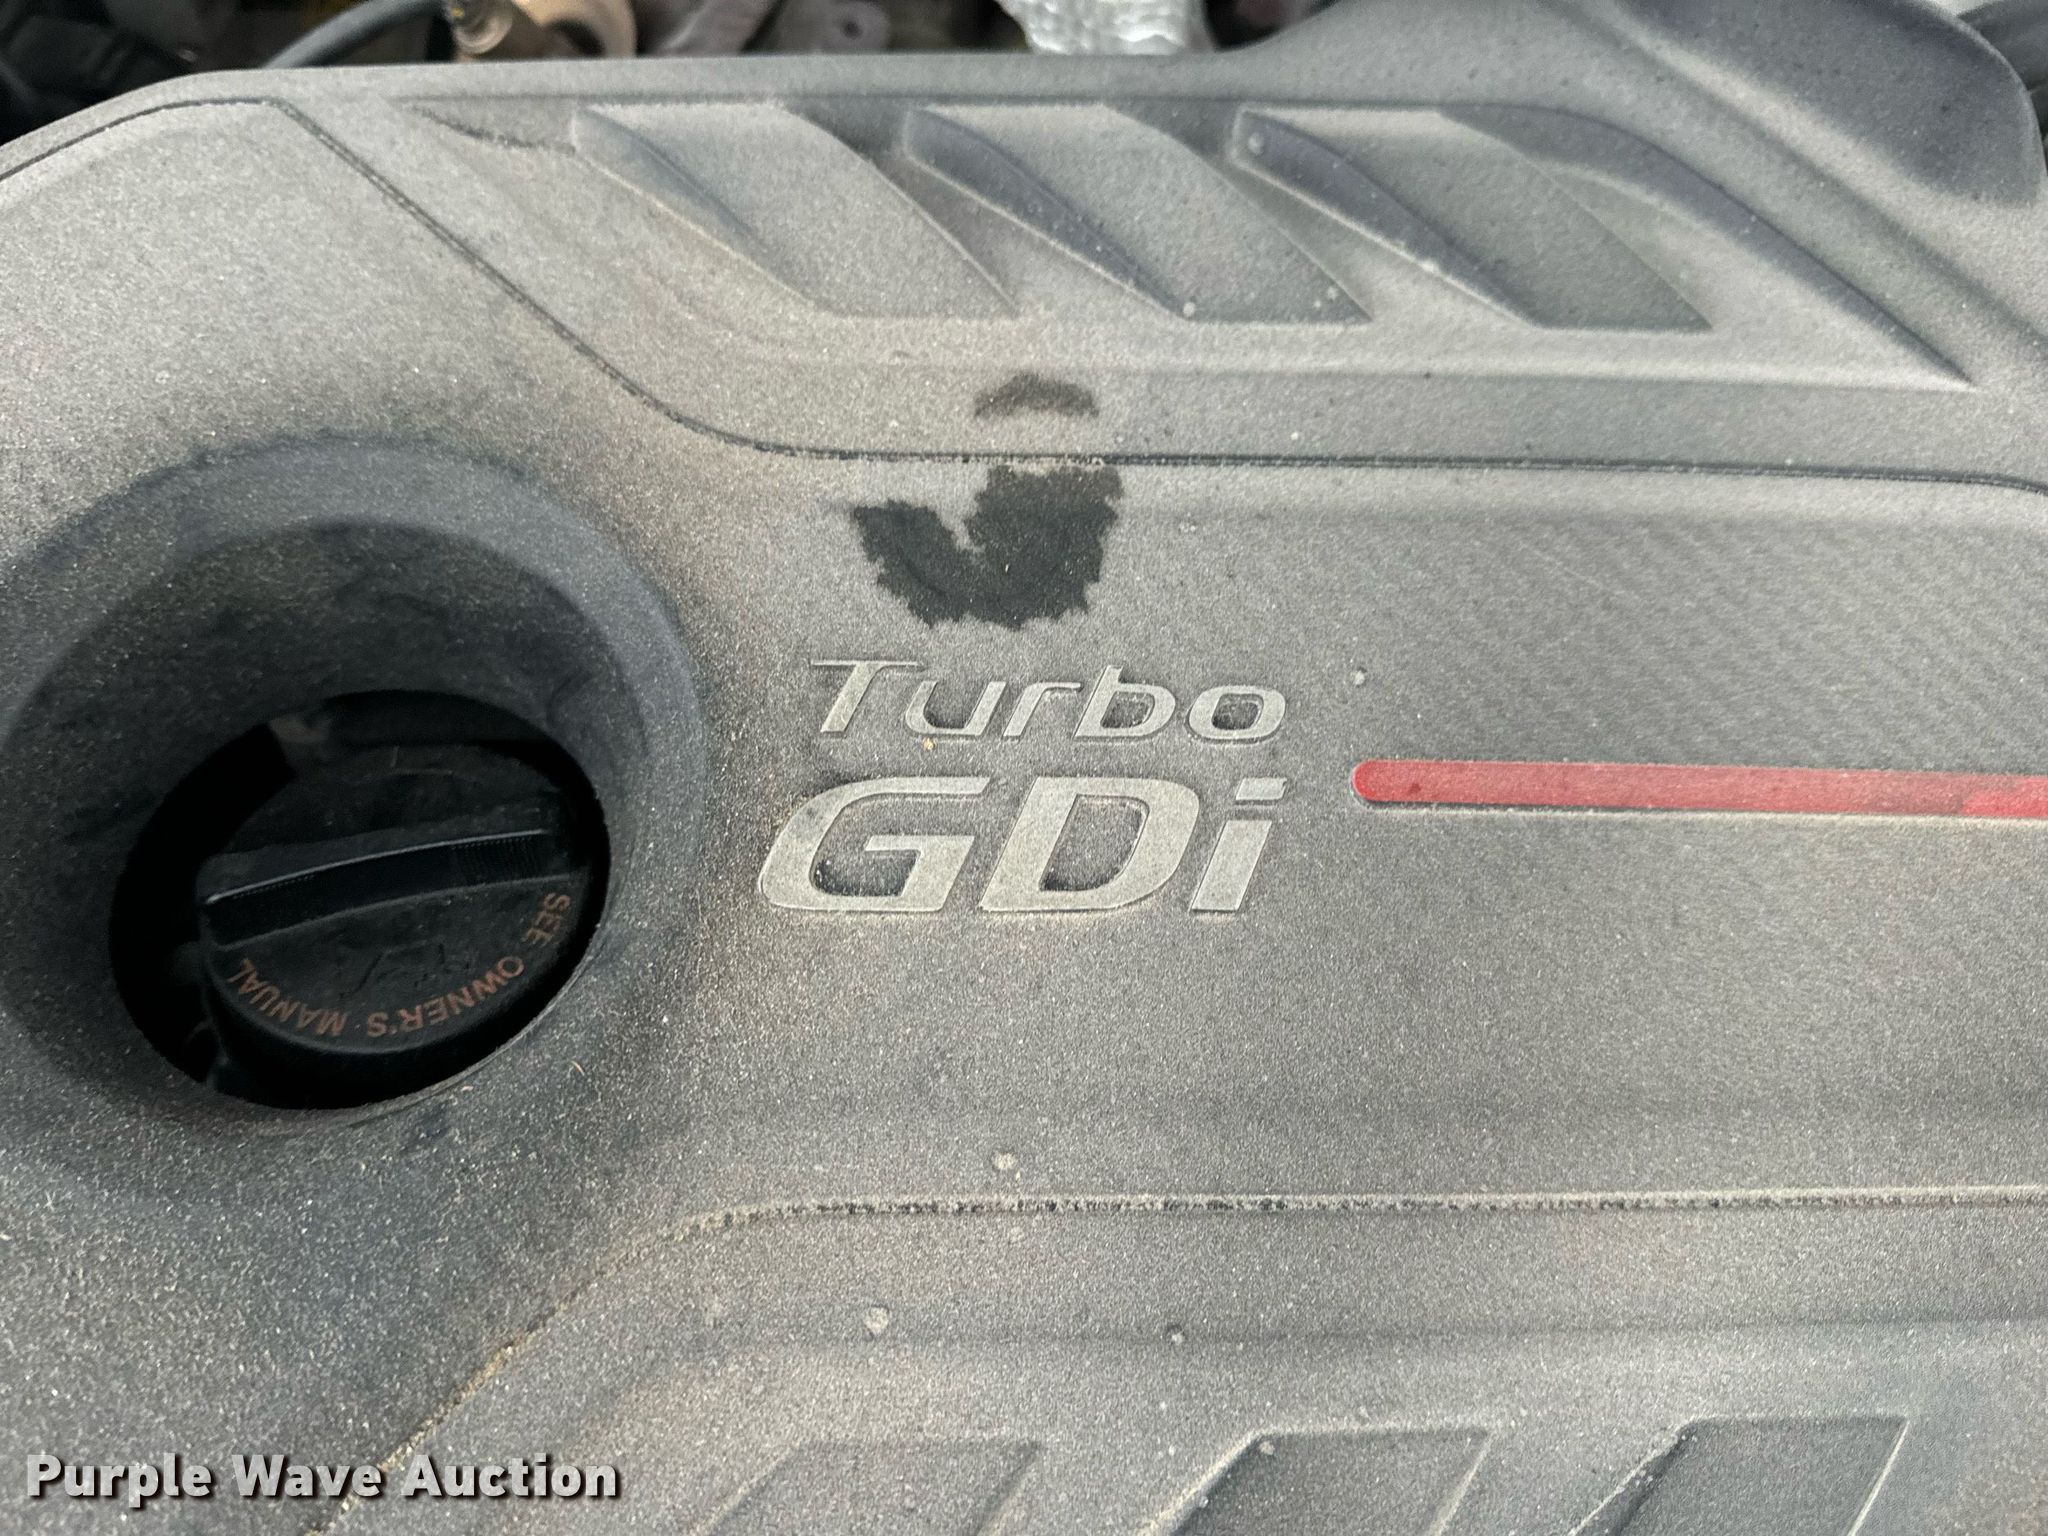 Turbo
GDi
SEE OWNER'S MANUAL
Purple Wave Auction